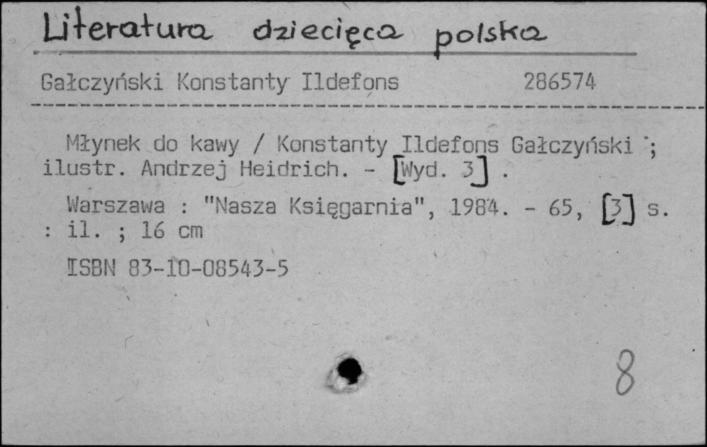 Literatura dziecięca polska
Gałczyński Konstanty Ildefons 286574
Młynek do kawy / Konstanty Ildefons Gałczyński ;
ilustr. Andrzej Heidrich. - [Wyd. 3] .
Warszawa : "Nasza Księgarnia", 1984. - 65, [3] s.
: il. ; 16 cm
ISBN 83-10-08543-5
8